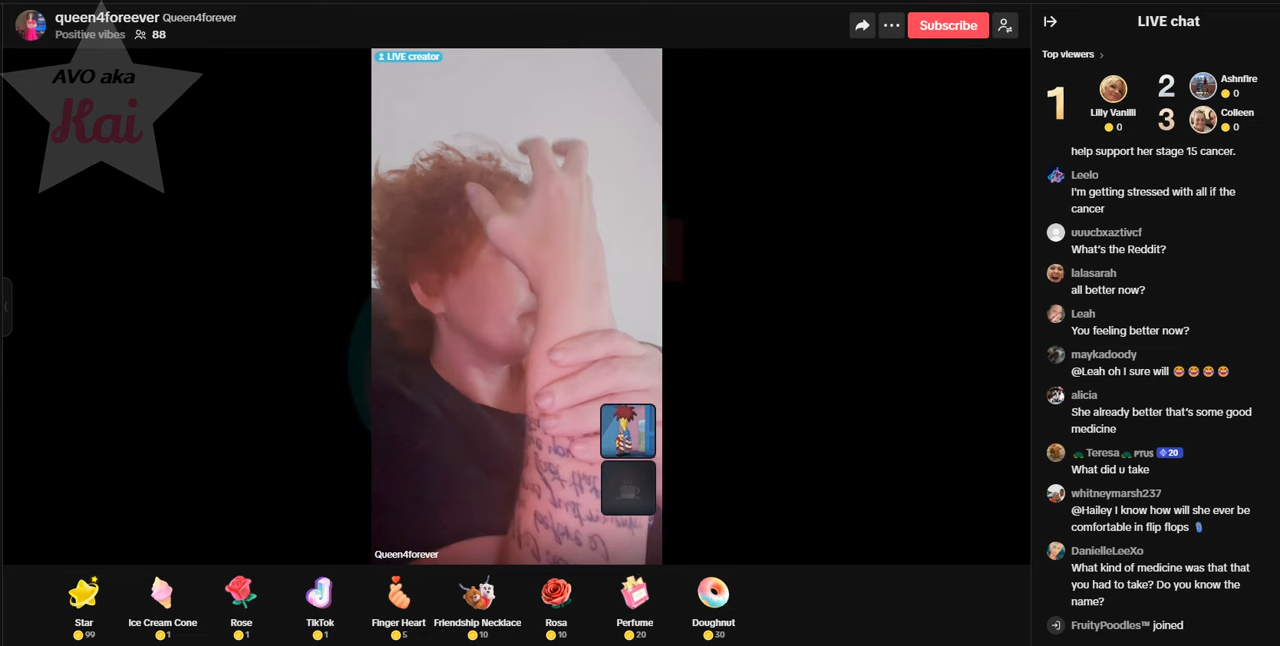 queen4foreever Queen4forever
Positive vibes 88
Subscribe
AVO aka
Kai
LIVE creator
Queen4forever
Star
99
Ice Cream Cone
1
Rose
1
TikTok
1
Finger Heart
5
Friendship Necklace
10
Rosa
10
Perfume
20
Doughnut
30
LIVE chat
Top viewers
1
Lilly Vanilli
0
2
Ashnfire
0
3
Colleen
0
help support her stage 15 cancer.
Leelo
I'm getting stressed with all if the
cancer
uuucbxaztivcf
What's the Reddit?
lalasarah
all better now?
Leah
You feeling better now?
maykadoody
@Leah oh I sure will
alicia
She already better that's some good
medicine
Teresa PTUS 20
What did u take
whitneymarsh237
@Hailey I know how will she ever be
comfortable in flip flops
DanielleLeeXo
What kind of medicine was that that
you had to take? Do you know the
name?
FruityPoodles™ joined